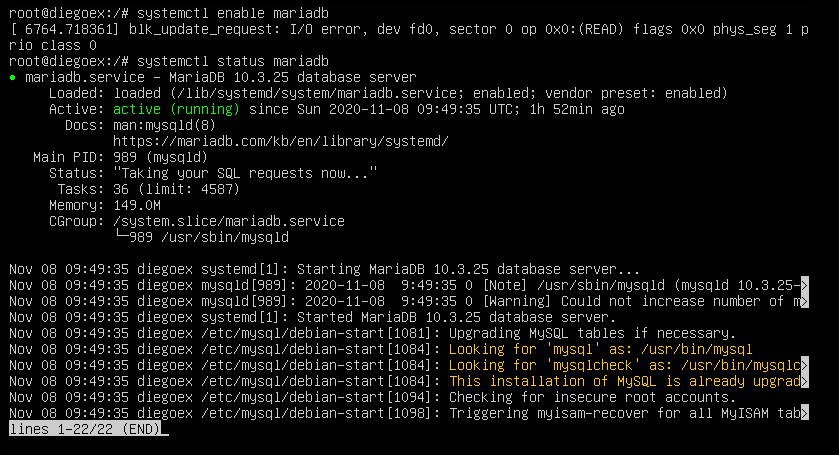 root@diegoex:/# systemctl enable mariadb
[ 6764.718361] blk_update_request: I/O error, dev fd0, sector 0 op 0x0:(READ) flags 0x0 phys_seg 1 p
rio class 0
root@diegoex:/# systemctl status mariadb
● mariadb.service – MariaDB 10.3.25 database server
Loaded: loaded (/lib/systemd/system/mariadb.service; enabled; vendor preset: enabled)
Active: active (running) since Sun 2020-11-08 09:49:35 UTC; 1h 52min ago
Docs: man:mysqld(8)
https://mariadb.com/kb/en/library/systemd/
Main PID: 989 (mysqld)
Status: "Taking your SQL requests now..."
Tasks: 36 (limit: 4587)
Memory: 149.0M
CGroup: /system.slice/mariadb.service
└─989 /usr/sbin/mysqld
Nov 08 09:49:35 diegoex systemd[1]: Starting MariaDB 10.3.25 database server...
Nov 08 09:49:35 diegoex mysqld[989]: 2020-11-08  9:49:35 0 [Note] /usr/sbin/mysqld (mysqld 10.3.25->
Nov 08 09:49:35 diegoex mysqld[989]: 2020-11-08  9:49:35 0 [Warning] Could not increase number of m>
Nov 08 09:49:35 diegoex systemd[1]: Started MariaDB 10.3.25 database server.
Nov 08 09:49:35 diegoex /etc/mysql/debian-start[1081]: Upgrading MySQL tables if necessary.
Nov 08 09:49:35 diegoex /etc/mysql/debian-start[1084]: Looking for 'mysql' as: /usr/bin/mysql
Nov 08 09:49:35 diegoex /etc/mysql/debian-start[1084]: Looking for 'mysqlcheck' as: /usr/bin/mysqlc>
Nov 08 09:49:35 diegoex /etc/mysql/debian-start[1084]: This installation of MySQL is already upgrad>
Nov 08 09:49:35 diegoex /etc/mysql/debian-start[1094]: Checking for insecure root accounts.
Nov 08 09:49:35 diegoex /etc/mysql/debian-start[1098]: Triggering myisam-recover for all MyISAM tab>
lines 1-22/22 (END)